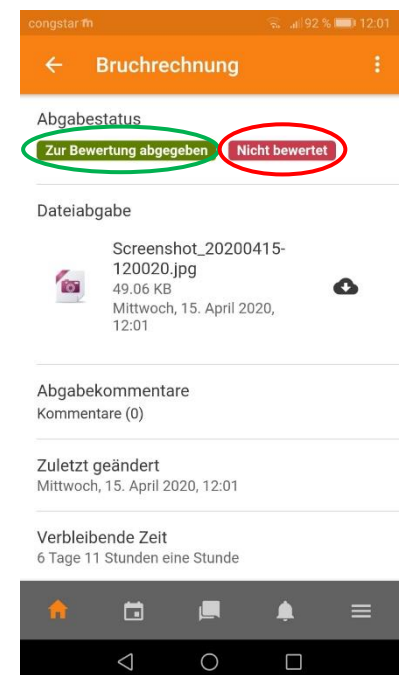 congstar 92 % 12:01
Bruchrechnung
Abgabestatus
Zur Bewertung abgegeben Nicht bewertet
Dateiabgabe
Screenshot_20200415-
120020.jpg
49.06 KB
Mittwoch, 15. April 2020,
12:01
Abgabekommentare
Kommentare (0)
Zuletzt geändert
Mittwoch, 15. April 2020, 12:01
Verbleibende Zeit
6 Tage 11 Stunden eine Stunde